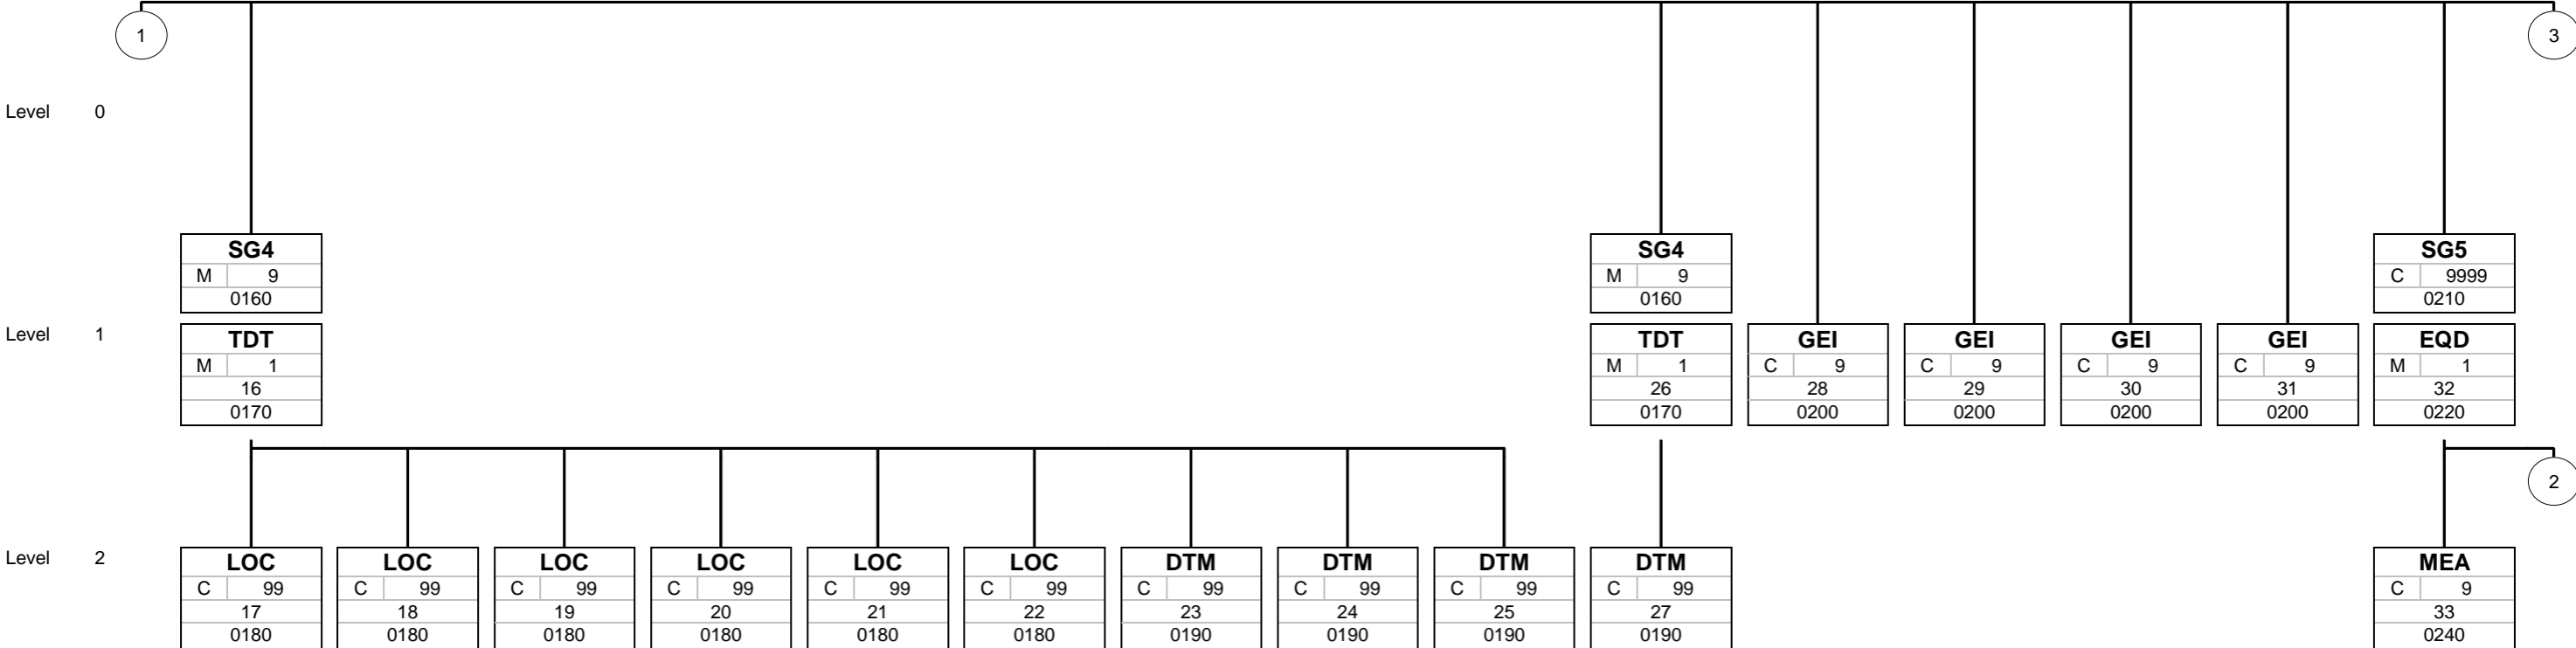 1 3
Level 0
SG4 SG4 SG5
M 9 M 9 C 9999
0160 0160 0210
Level 1
TDT TDT GEI GEI GEI GEI EQD
M 1 M 1 C 9 C 9 C 9 C 9 M 1
16 26 28 29 30 31 32
0170 0170 0200 0200 0200 0200 0220
2
Level 2
LOC LOC LOC LOC LOC LOC DTM DTM DTM DTM MEA
C 99 C 99 C 99 C 99 C 99 C 99 C 99 C 99 C 99 C 99 C 9
17 18 19 20 21 22 23 24 25 27 33
0180 0180 0180 0180 0180 0180 0190 0190 0190 0190 0240